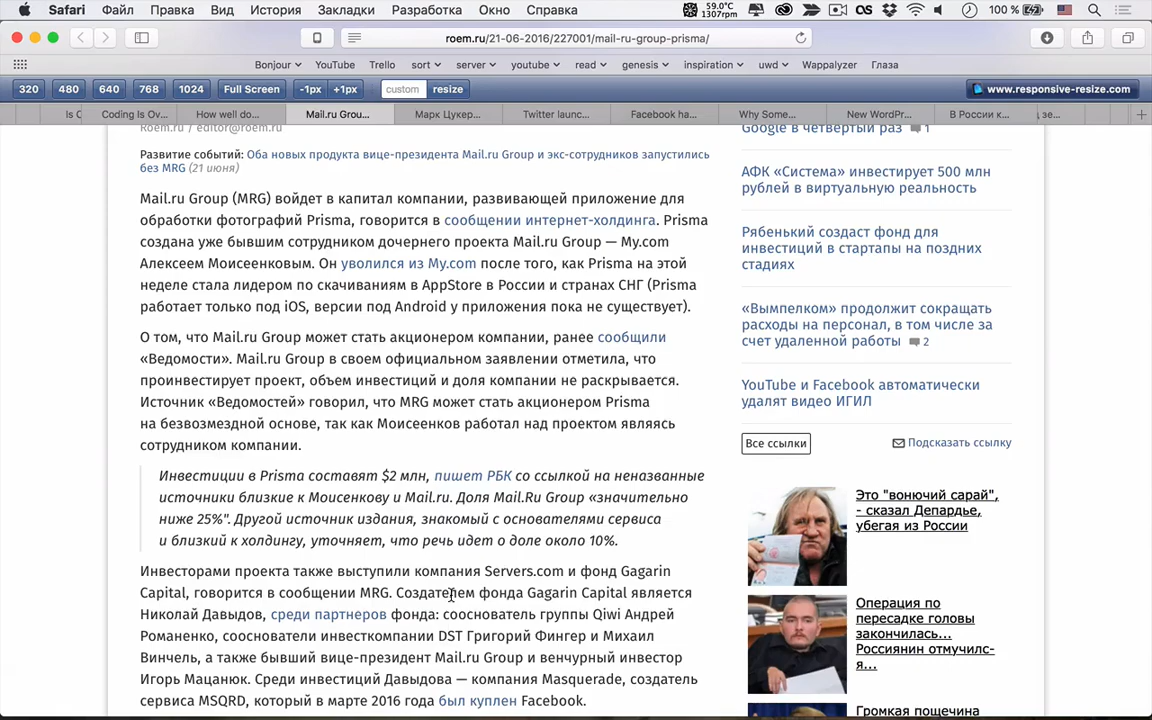 Safari Файл Правка Вид История Закладки Разработка Окно Справка 59.0°C 1307rpm 100 %
roem.ru/21-06-2016/227001/mail-ru-group-prisma/
Bonjour YouTube Trello sort server youtube read genesis inspiration uwd Wappalyzer Глаза
320 480 640 768 1024 Full Screen -1px +1px custom resize www.responsive-resize.com
Is C Coding Is Ov... How well do... Mail.ru Grou... Марк Цукер... Twitter launc... Facebook ha... Why Some... New WordPr... В России к... зе...
Roem.ru / editor@roem.ru
Развитие событий: Оба новых продукта вице-президента Mail.ru Group и экс-сотрудников запустились
без MRG (21 июня)
Mail.ru Group (MRG) войдет в капитал компании, развивающей приложение для
обработки фотографий Prisma, говорится в сообщении интернет-холдинга. Prisma
создана уже бывшим сотрудником дочернего проекта Mail.ru Group — My.com
Алексеем Моисеенковым. Он уволился из My.com после того, как Prisma на этой
неделе стала лидером по скачиваниям в AppStore в России и странах СНГ (Prisma
работает только под iOS, версии под Android у приложения пока не существует).
О том, что Mail.ru Group может стать акционером компании, ранее сообщили
«Ведомости». Mail.ru Group в своем официальном заявлении отметила, что
проинвестирует проект, объем инвестиций и доля компании не раскрывается.
Источник «Ведомостей» говорил, что MRG может стать акционером Prisma
на безвозмездной основе, так как Моисеенков работал над проектом являясь
сотрудником компании.
Инвестиции в Prisma составят $2 млн, пишет РБК со ссылкой на неназванные
источники близкие к Моисенкову и Mail.ru. Доля Mail.Ru Group «значительно
ниже 25%". Другой источник издания, знакомый с основателями сервиса
и близкий к холдингу, уточняет, что речь идет о доле около 10%.
Инвесторами проекта также выступили компания Servers.com и фонд Gagarin
Capital, говорится в сообщении MRG. Создателем фонда Gagarin Capital является
Николай Давыдов, среди партнеров фонда: сооснователь группы Qiwi Андрей
Романенко, сооснователи инвесткомпании DST Григорий Фингер и Михаил
Винчель, а также бывший вице-президент Mail.ru Group и венчурный инвестор
Игорь Мацанюк. Среди инвестиций Давыдова — компания Masquerade, создатель
сервиса MSQRD, который в марте 2016 года был куплен Facebook.
Google в четвертый раз 1
АФК «Система» инвестирует 500 млн
рублей в виртуальную реальность
Рябенький создаст фонд для
инвестиций в стартапы на поздних
стадиях
«Вымпелком» продолжит сокращать
расходы на персонал, в том числе за
счет удаленной работы 2
YouTube и Facebook автоматически
удалят видео ИГИЛ
Все ссылки Подсказать ссылку
Это "вонючий сарай",
- сказал Депардье,
убегая из России
Операция по
пересадке головы
закончилась...
Россиянин отмучилс-
я...
Громкая пощечина